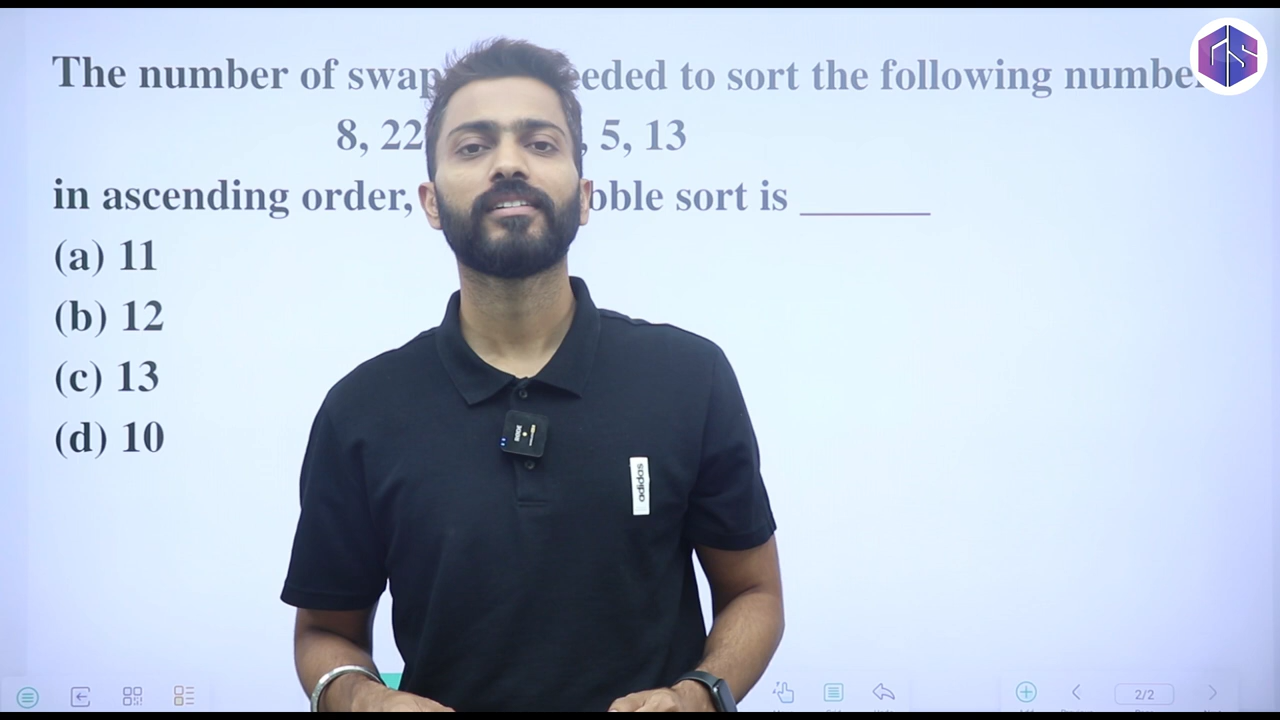 The number of swap eeded to sort the following number
8, 22 , 5, 13
in ascending order, bble sort is ______
(a) 11
(b) 12
(c) 13
(d) 10
adidas
2/2